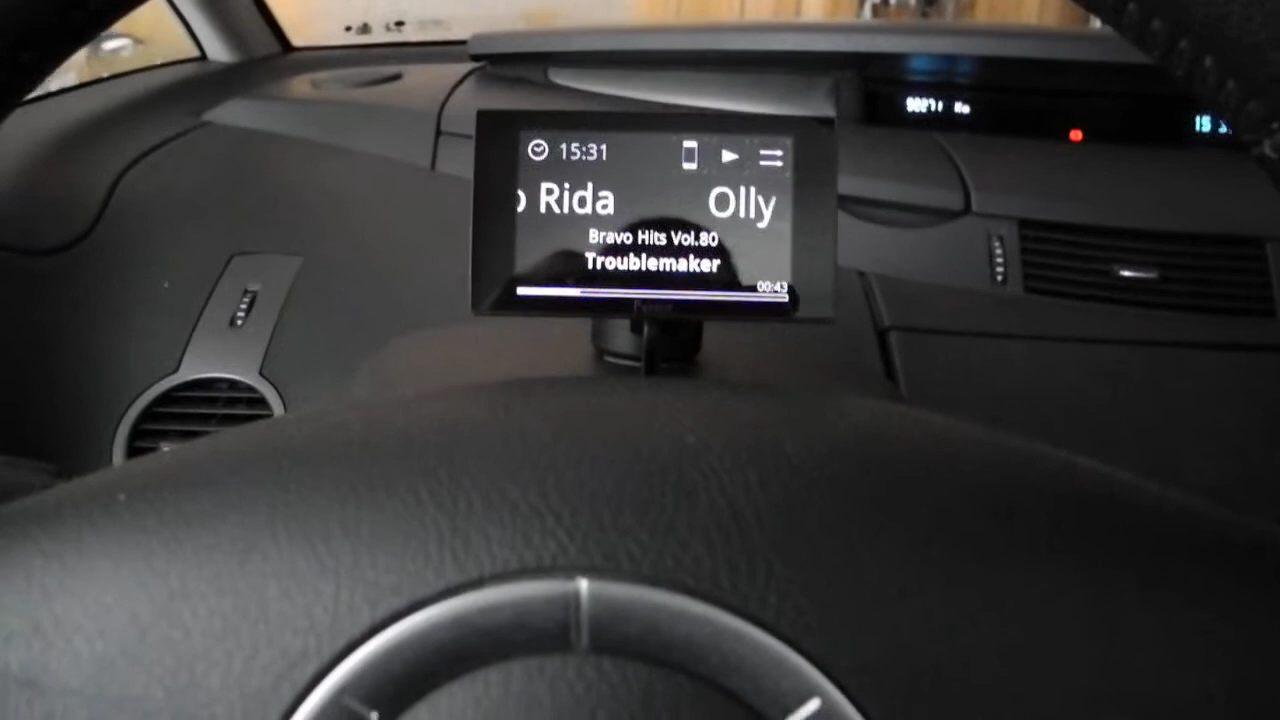 15:31
o Rida Olly
Bravo Hits Vol.80
Troublemaker
00:43